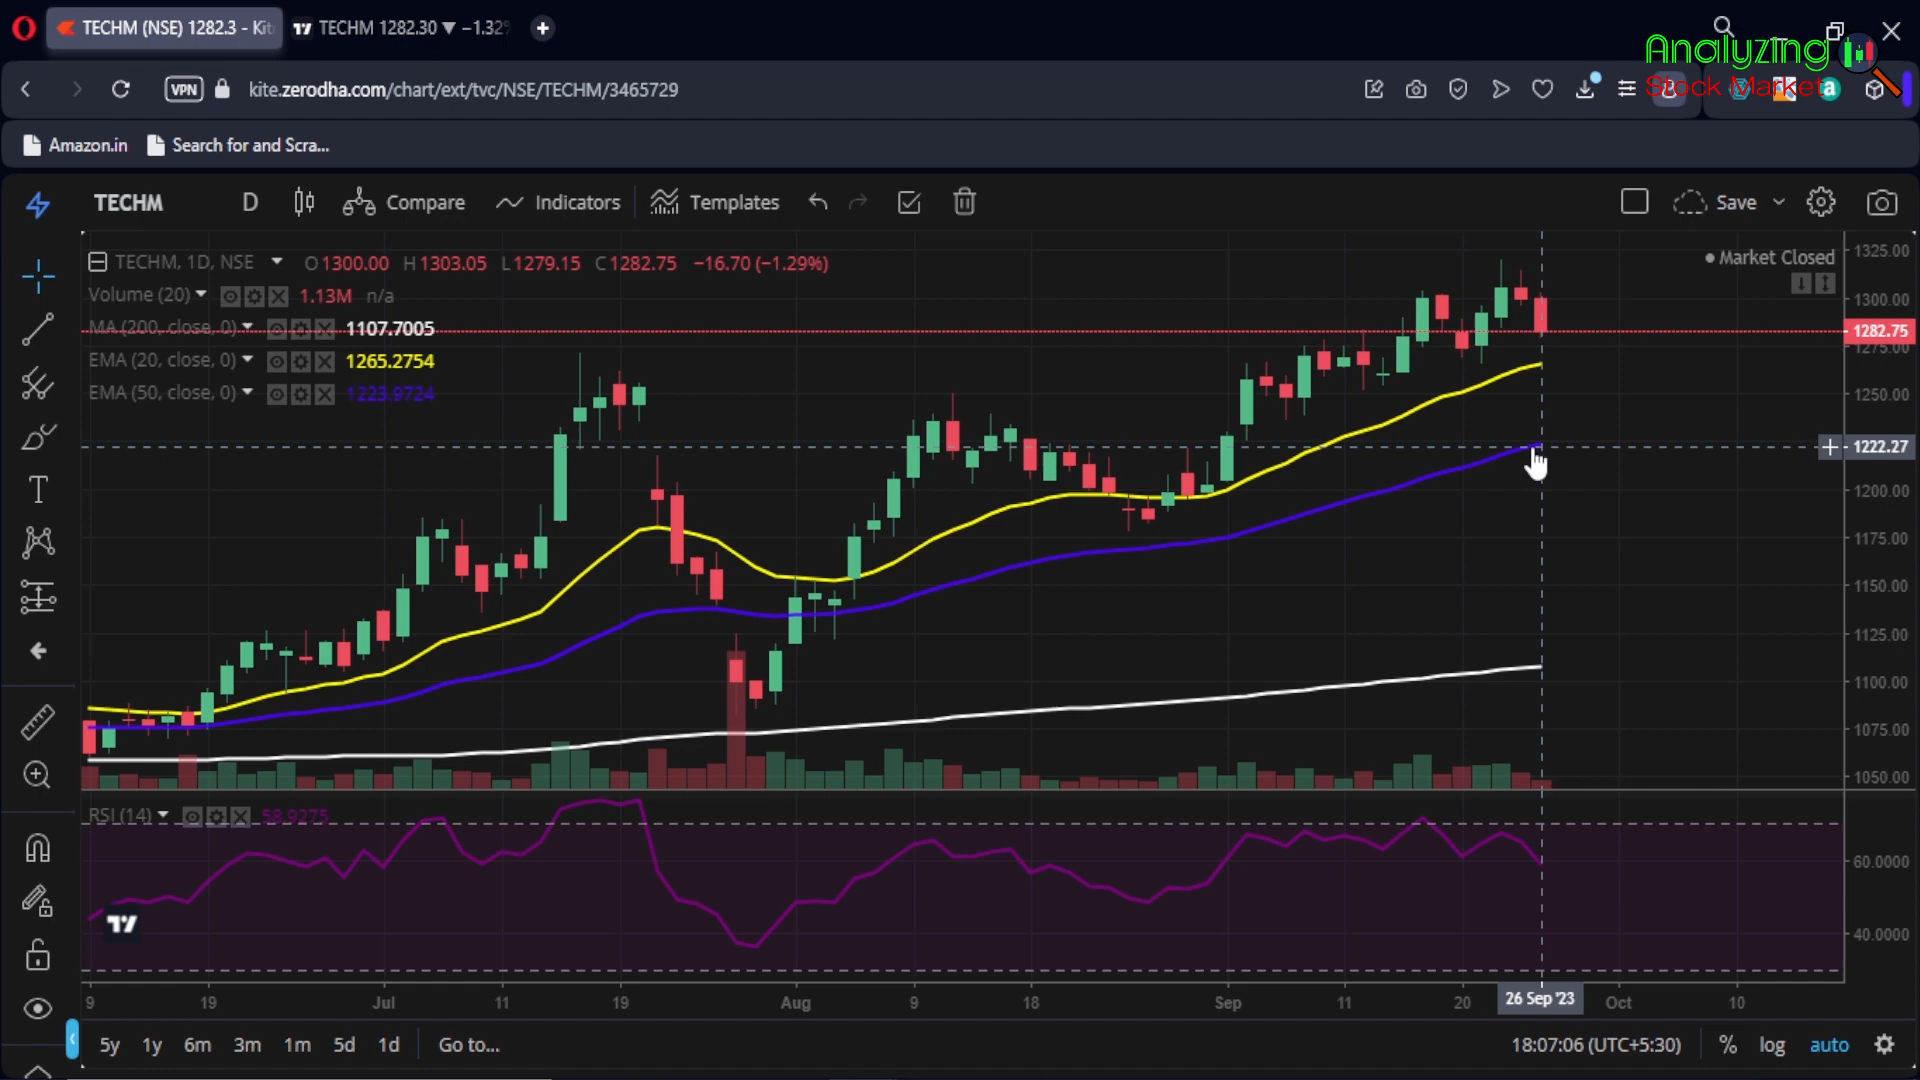 TECHM (NSE) 1282.3 - Kit
TECHM 1282.30 ▼ −1.32%
Analyzing
Stock Market
VPN
kite.zerodha.com/chart/ext/tvc/NSE/TECHM/3465729
Amazon.in
Search for and Scra...
TECHM
D
Compare
Indicators
Templates
Save
TECHM, 1D, NSE
O1300.00 H1303.05 L1279.15 C1282.75 −16.70 (−1.29%)
Market Closed
Volume (20)
1.13M n/a
MA (200, close, 0)
1107.7005
EMA (20, close, 0)
1265.2754
EMA (50, close, 0)
1223.9724
1325.00
1300.00
1282.75
1275.00
1250.00
1222.27
1200.00
1175.00
1150.00
1125.00
1100.00
1075.00
1050.00
RSI (14)
58.9275
60.0000
40.0000
9 19 Jul 11 19 Aug 9 18 Sep 11 20 26 Sep '23 Oct 10
5y 1y 6m 3m 1m 5d 1d Go to...
18:07:06 (UTC+5:30) % log auto